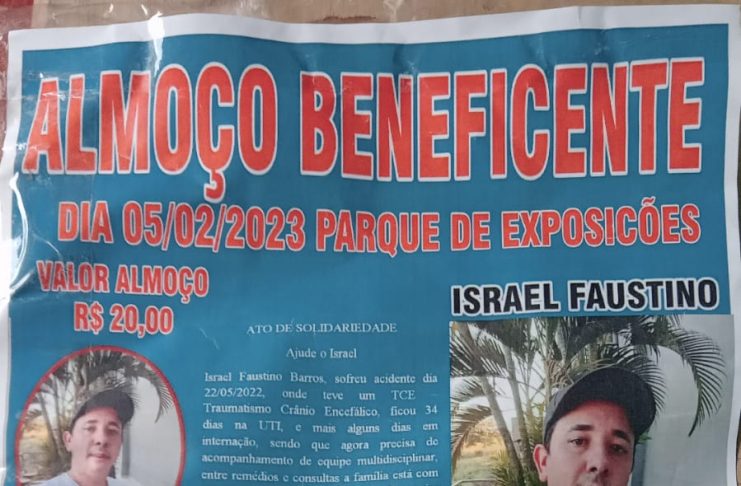 ALMOÇO BENEFICENTE
DIA 05/02/2023 PARQUE DE EXPOSICÕES
VALOR ALMOÇO
R$ 20,00
ISRAEL FAUSTINO
ATO DE SOLIDARIEDADE
Ajude o Israel
Israel Faustino Barros, sofreu acidente dia
22/05/2022, onde teve um TCE
Traumatismo Crânio Encefálico, ficou 34
dias na UTI, e mais alguns dias em
internação, sendo que agora precisa de
acompanhamento de equipe multidisciplinar,
entre remédios e consultas a família está com